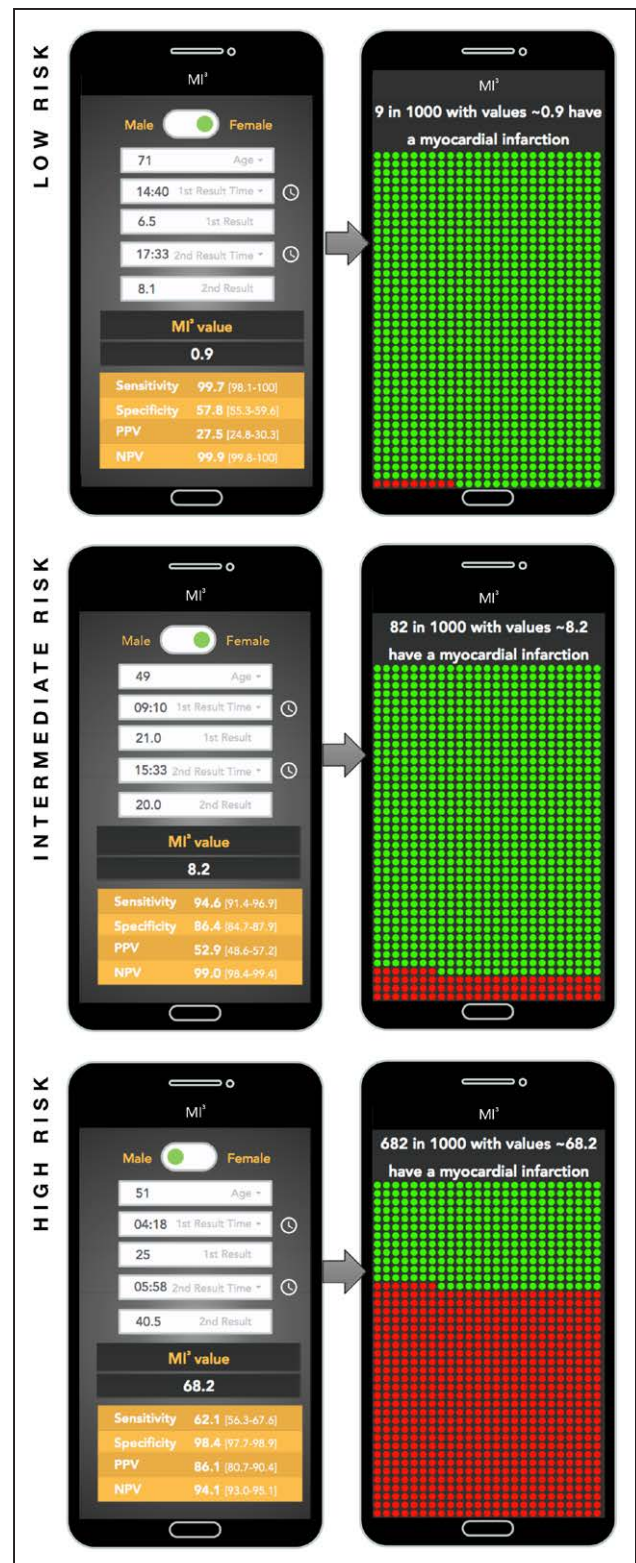 LOW RISK
MI³
Male Female
71 Age
14:40 1st Result Time
6.5 1st Result
17:33 2nd Result Time
8.1 2nd Result
MI³ value
0.9
Sensitivity 99.7 [98.1-100]
Specificity 57.8 [55.3-59.6]
PPV 27.5 [24.8-30.3]
NPV 99.9 [99.8-100]
MI³
9 in 1000 with values ~0.9 have
a myocardial infarction
INTERMEDIATE RISK
MI³
Male Female
49 Age
09:10 1st Result Time
21.0 1st Result
15:33 2nd Result Time
20.0 2nd Result
MI³ value
8.2
Sensitivity 94.6 [91.4-96.9]
Specificity 86.4 [84.7-87.9]
PPV 52.9 [48.6-57.2]
NPV 99.0 [98.4-99.4]
MI³
82 in 1000 with values ~8.2
have a myocardial infarction
HIGH RISK
MI³
Male Female
51 Age
04:18 1st Result Time
25 1st Result
05:58 2nd Result Time
40.5 2nd Result
MI³ value
68.2
Sensitivity 62.1 [56.3-67.6]
Specificity 98.4 [97.7-98.9]
PPV 86.1 [80.7-90.4]
NPV 94.1 [93.0-95.1]
MI³
682 in 1000 with values ~68.2
have a myocardial infarction